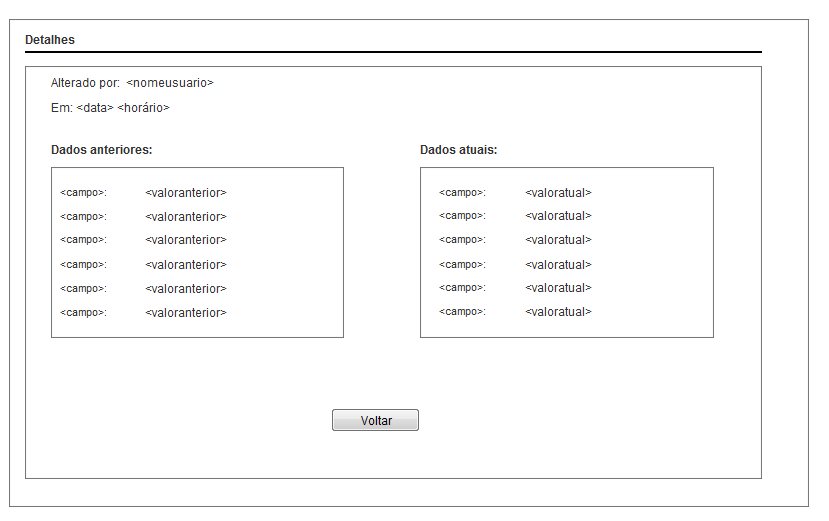 Detalhes
Alterado por: <nomeusuario>
Em: <data> <horário>
Dados anteriores: Dados atuais:
<campo>: <valoranterior> <campo>: <valoratual>
<campo>: <valoranterior> <campo>: <valoratual>
<campo>: <valoranterior> <campo>: <valoratual>
<campo>: <valoranterior> <campo>: <valoratual>
<campo>: <valoranterior> <campo>: <valoratual>
<campo>: <valoranterior> <campo>: <valoratual>
Voltar